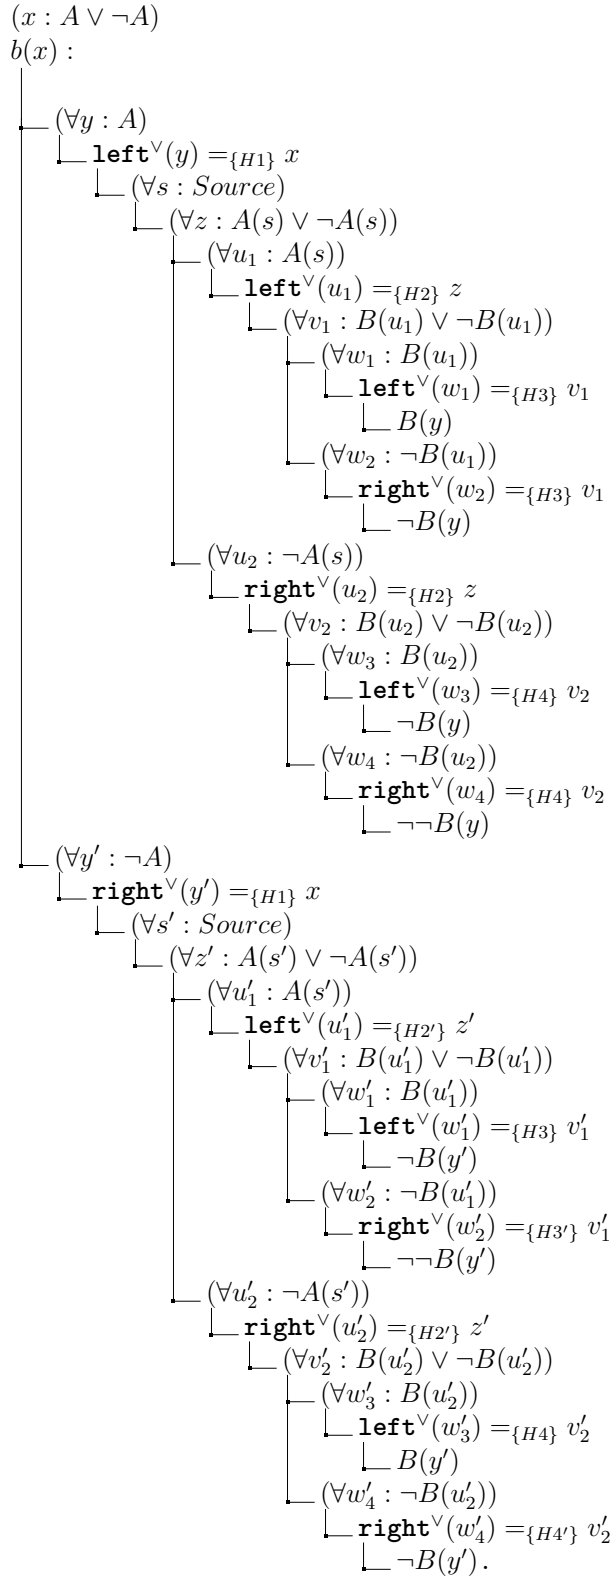 (x : A ∨ ¬A)
b(x) :
(∀y : A)
left^∨(y) =_{H1} x
(∀s : Source)
(∀z : A(s) ∨ ¬A(s))
(∀u₁ : A(s))
left^∨(u₁) =_{H2} z
(∀v₁ : B(u₁) ∨ ¬B(u₁))
(∀w₁ : B(u₁))
left^∨(w₁) =_{H3} v₁
B(y)
(∀w₂ : ¬B(u₁))
right^∨(w₂) =_{H3} v₁
¬B(y)
(∀u₂ : ¬A(s))
right^∨(u₂) =_{H2} z
(∀v₂ : B(u₂) ∨ ¬B(u₂))
(∀w₃ : B(u₂))
left^∨(w₃) =_{H4} v₂
¬B(y)
(∀w₄ : ¬B(u₂))
right^∨(w₄) =_{H4} v₂
¬¬B(y)
(∀y′ : ¬A)
right^∨(y′) =_{H1} x
(∀s′ : Source)
(∀z′ : A(s′) ∨ ¬A(s′))
(∀u′₁ : A(s′))
left^∨(u′₁) =_{H2′} z′
(∀v′₁ : B(u′₁) ∨ ¬B(u′₁))
(∀w′₁ : B(u′₁))
left^∨(w′₁) =_{H3} v′₁
¬B(y′)
(∀w′₂ : ¬B(u′₁))
right^∨(w′₂) =_{H3′} v′₁
¬¬B(y′)
(∀u′₂ : ¬A(s′))
right^∨(u′₂) =_{H2′} z′
(∀v′₂ : B(u′₂) ∨ ¬B(u′₂))
(∀w′₃ : B(u′₂))
left^∨(w′₃) =_{H4} v′₂
B(y′)
(∀w′₄ : ¬B(u′₂))
right^∨(w′₄) =_{H4′} v′₂
¬B(y′).